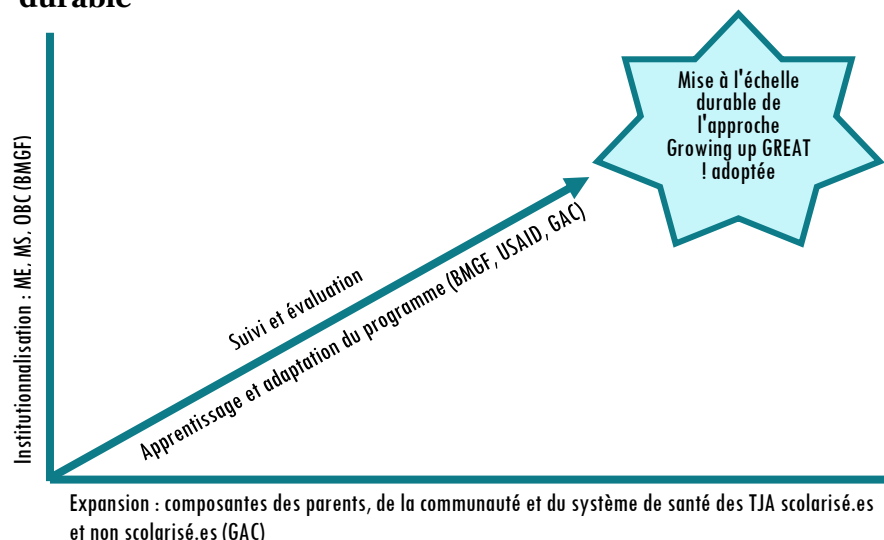 durable
Mise à l'échelle
durable de
l'approche
Growing up GREAT
! adoptée
Institutionnalisation : ME, MS, OBC (BMGF)
Suivi et évaluation
Apprentissage et adaptation du programme (BMGF, USAID, GAC)
Expansion : composantes des parents, de la communauté et du système de santé des TJA scolarisé.es
et non scolarisé.es (GAC)